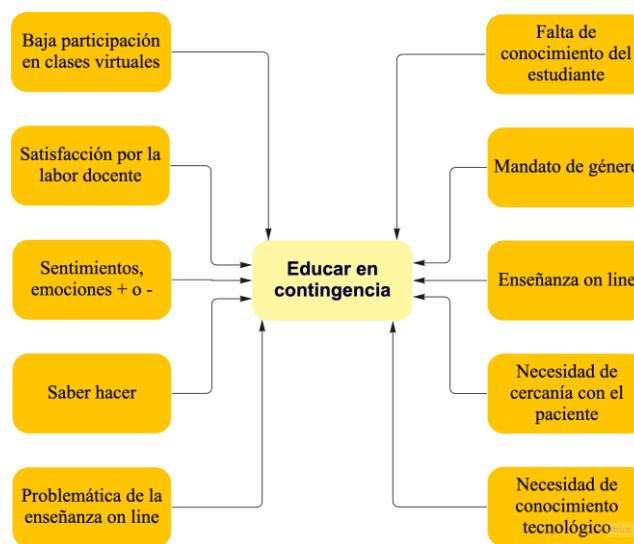 Baja participación
en clases virtuales
Satisfacción por la
labor docente
Sentimientos,
emociones + o -
Saber hacer
Problemática de la
enseñanza on line
Educar en
contingencia
Falta de
conocimiento del
estudiante
Mandato de género
Enseñanza on line
Necesidad de
cercanía con el
paciente
Necesidad de
conocimiento
tecnológico
miro